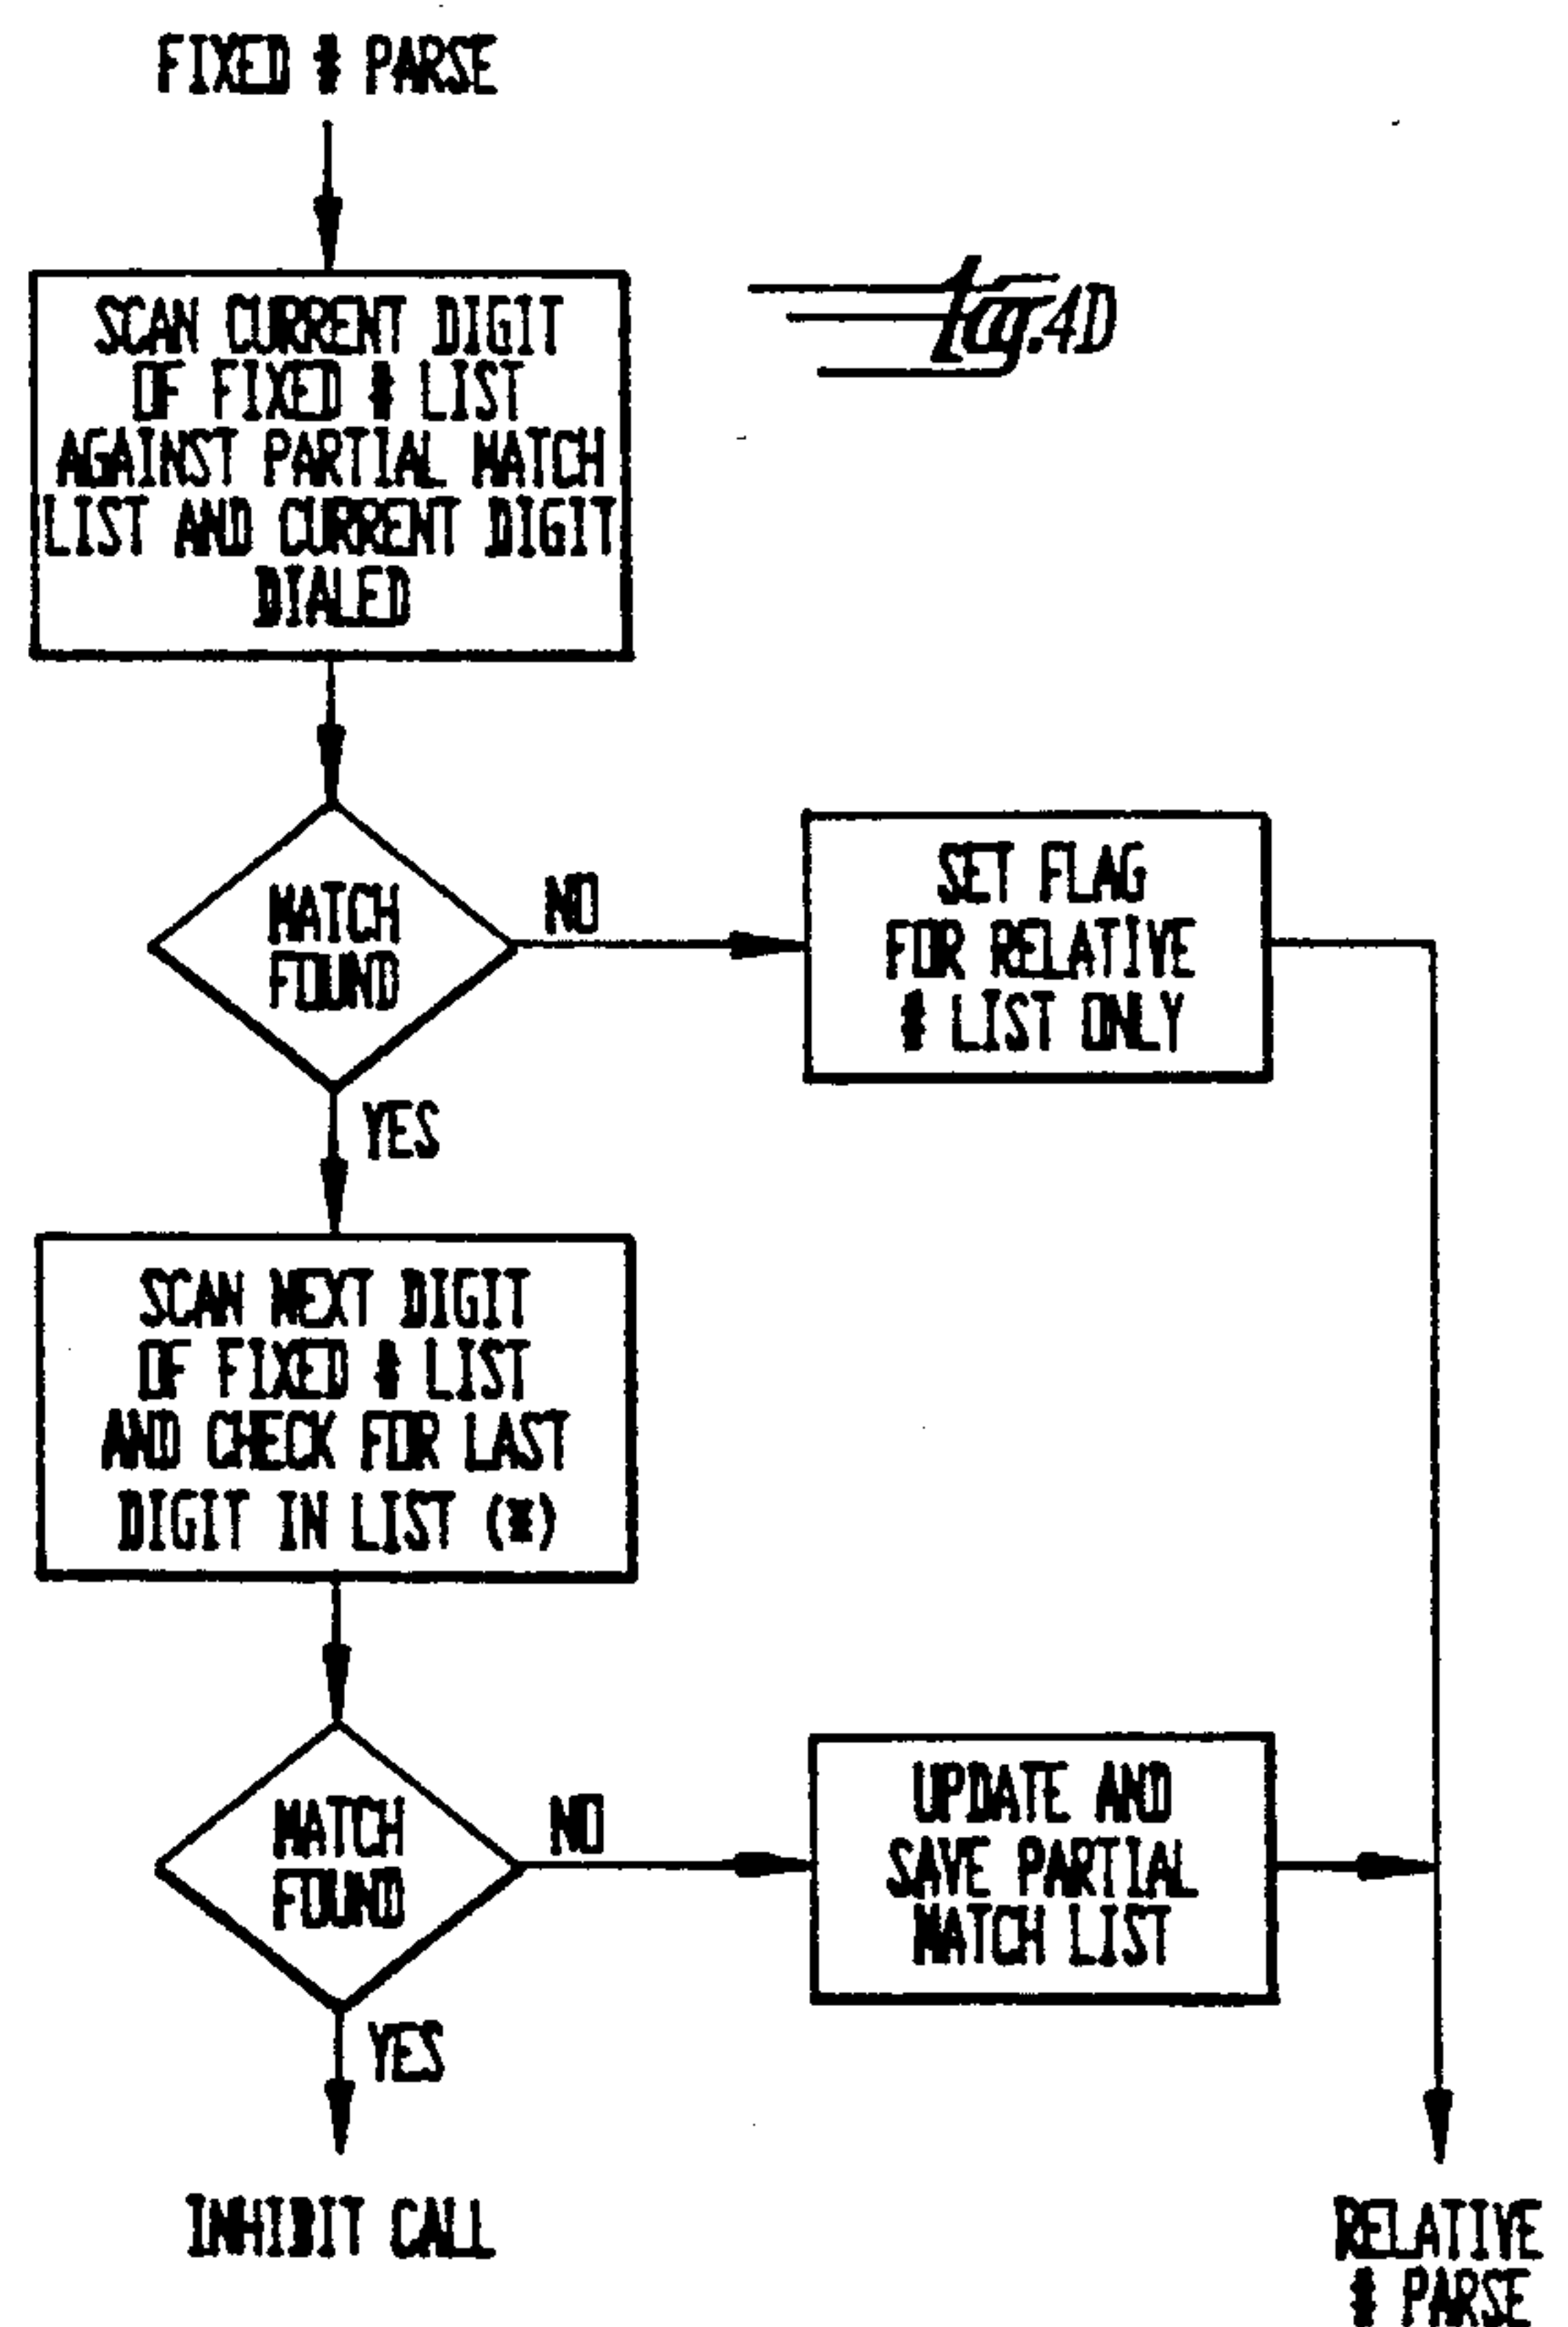 FIXED # PARSE
Fig. 4D
SCAN CURRENT DIGIT
OF FIXED # LIST
AGAINST PARTIAL MATCH
LIST AND CURRENT DIGIT
DIALED
MATCH
FOUND
NO
SET FLAG
FOR RELATIVE
# LIST ONLY
YES
SCAN NEXT DIGIT
OF FIXED # LIST
AND CHECK FOR LAST
DIGIT IN LIST (*)
MATCH
FOUND
NO
UPDATE AND
SAVE PARTIAL
MATCH LIST
YES
INHIBIT CALL
RELATIVE
# PARSE